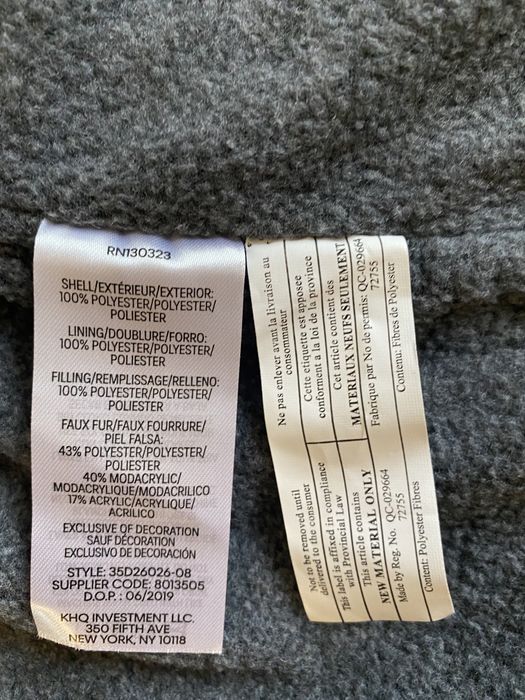 RN130323
SHELL/EXTÉRIEUR/EXTERIOR:
100% POLYESTER/POLYESTER/
POLIESTER
LINING/DOUBLURE/FORRO:
100% POLYESTER/POLYESTER/
POLIESTER
FILLING/REMPLISSAGE/RELLENO:
100% POLYESTER/POLYESTER/
POLIESTER
FAUX FUR/FAUX FOURRURE/
PIEL FALSA:
43% POLYESTER/POLYESTER/
POLIESTER
40% MODACRYLIC/
MODACRYLIQUE/MODACRILICO
17% ACRYLIC/ACRYLIQUE/
ACRILICO
EXCLUSIVE OF DECORATION
SAUF DÉCORATION
EXCLUSIVO DE DECORACIÓN
STYLE: 35D26026-08
SUPPLIER CODE: 8013505
D.O.P.: 06/2019
KHQ INVESTMENT LLC.
350 FIFTH AVE
NEW YORK, NY 10118
Not to be removed until
delivered to the consumer
This label is affixed in compliance
with Provincial Law
This article contains
NEW MATERIAL ONLY
Made by Reg. No. QC-029664
72755
Content: Polyester Fibres
Ne pas enlever avant la livraison au
consommateur
Cette etiquette est apposee
conforment a la loi de la province
Cet article contient des
MATERIAUX NEUFS SEULEMENT
Fabrique par No de permis: QC-029664
72755
Contenu: Fibres de Polyester